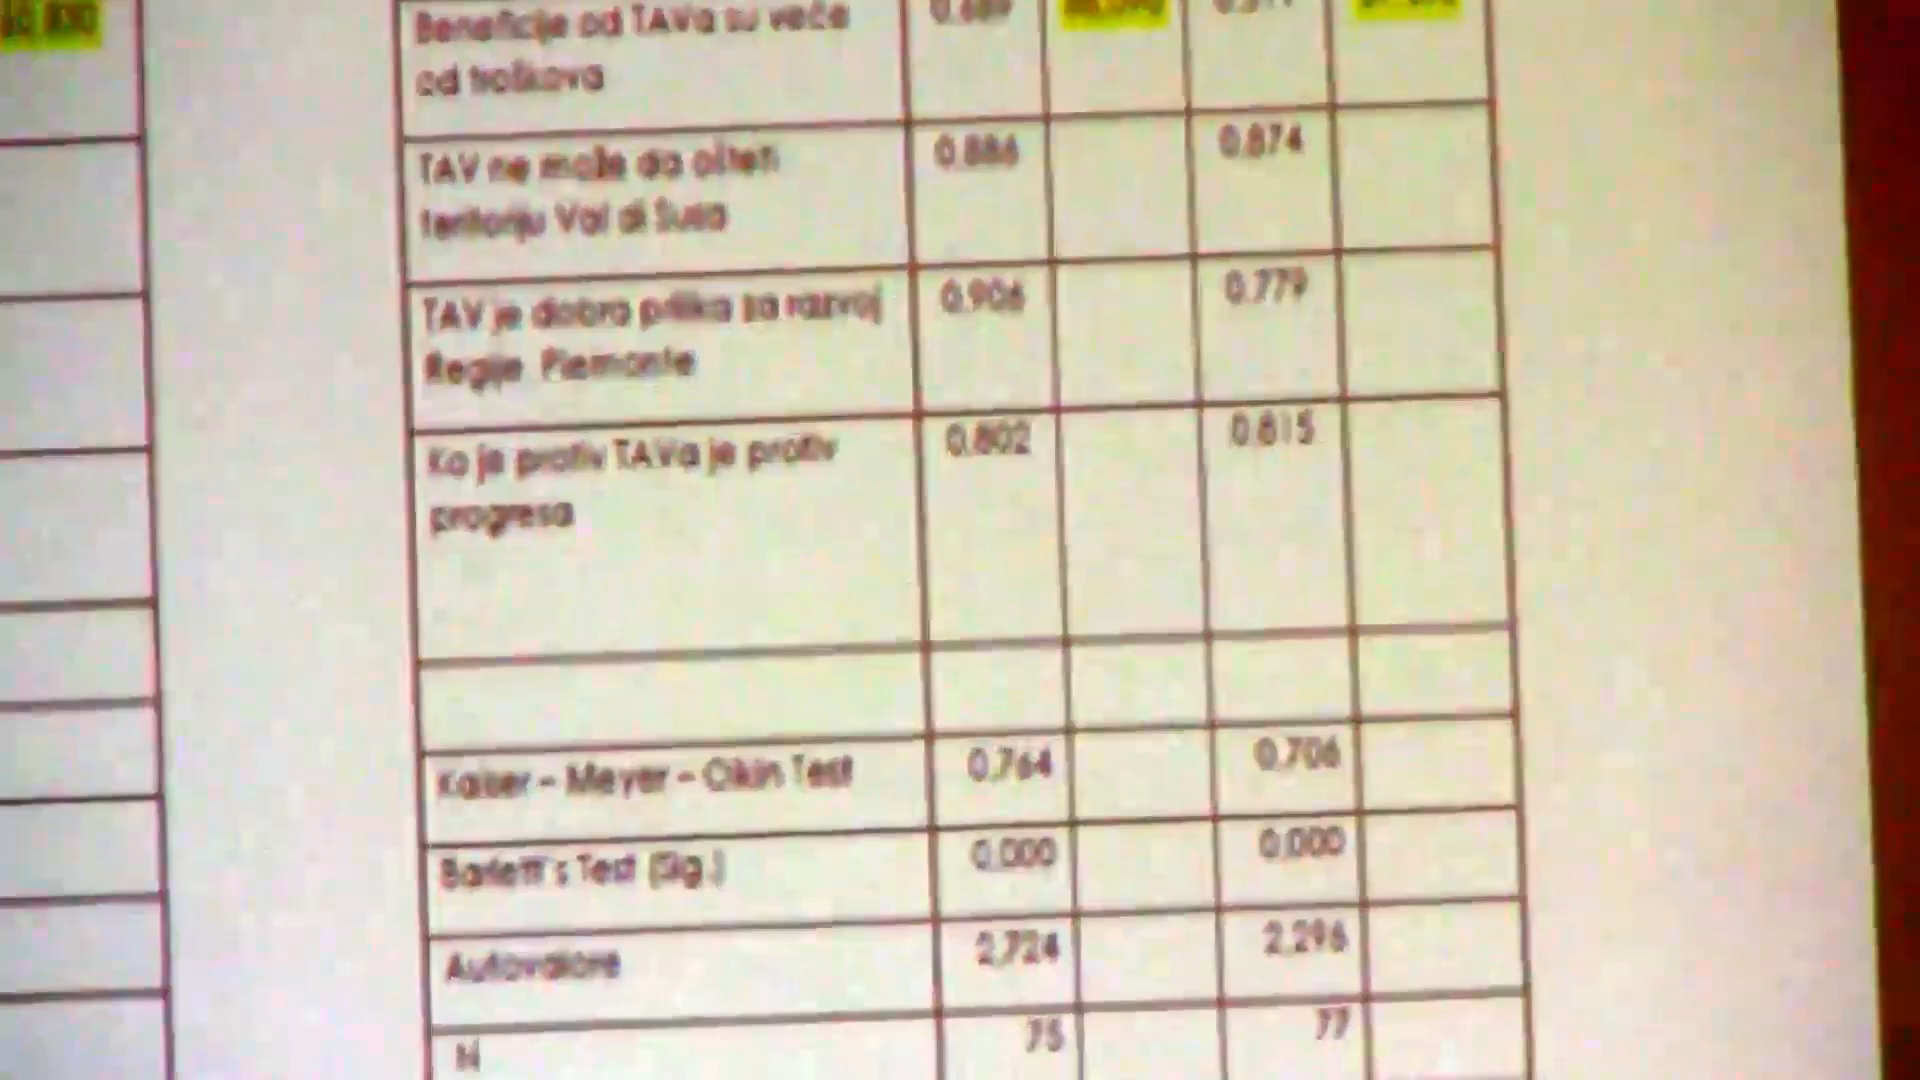 Beneficije od TAVa su veće
od troškova
TAV ne može da ošteti 0.886 0.874
teritoriju Val di Susa
TAV je dobra prilika za razvoj 0.906 0.779
Regije Piemonte
Ko je protiv TAVa je protiv 0.802 0.815
progresa
Kaiser - Meyer - Olkin Test 0.764 0.706
Barlett s Test (Sig.) 0.000 0.000
Autovalore 2.724 2.296
N 75 77